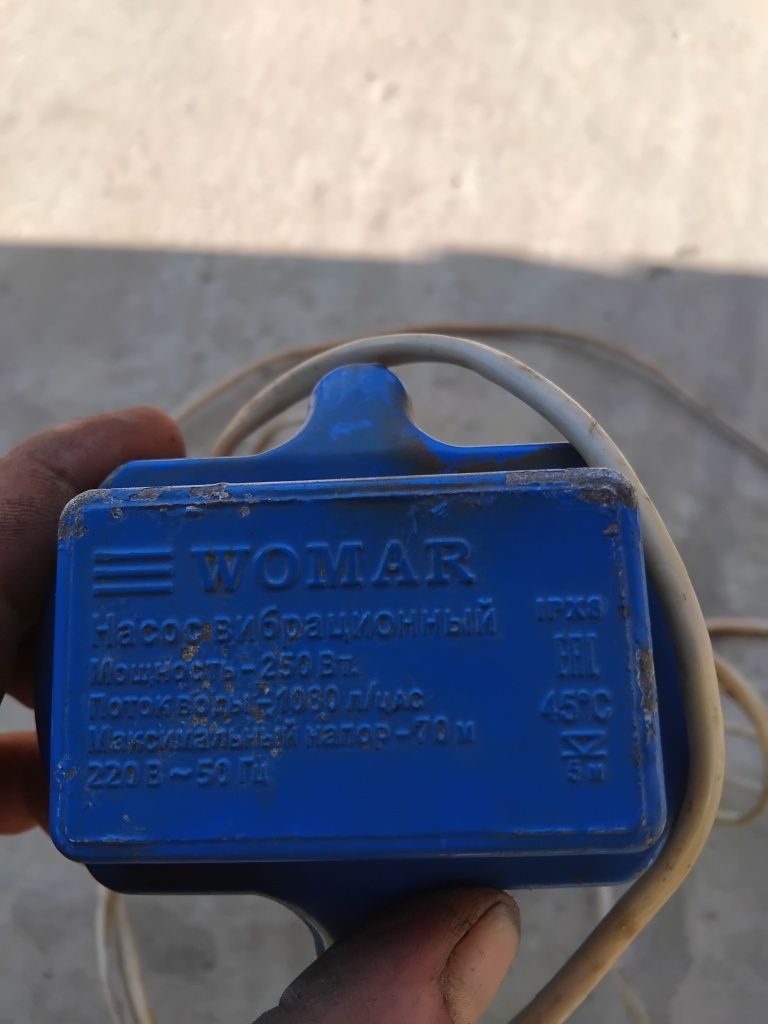 WOMAR
Насос вибрационный
Мощность - 250 Вт.
Поток воды - 1080 л/час
Максимальный напор - 70 м
220 В ~ 50 Гц
IPX8
EAC
45°C
5 м